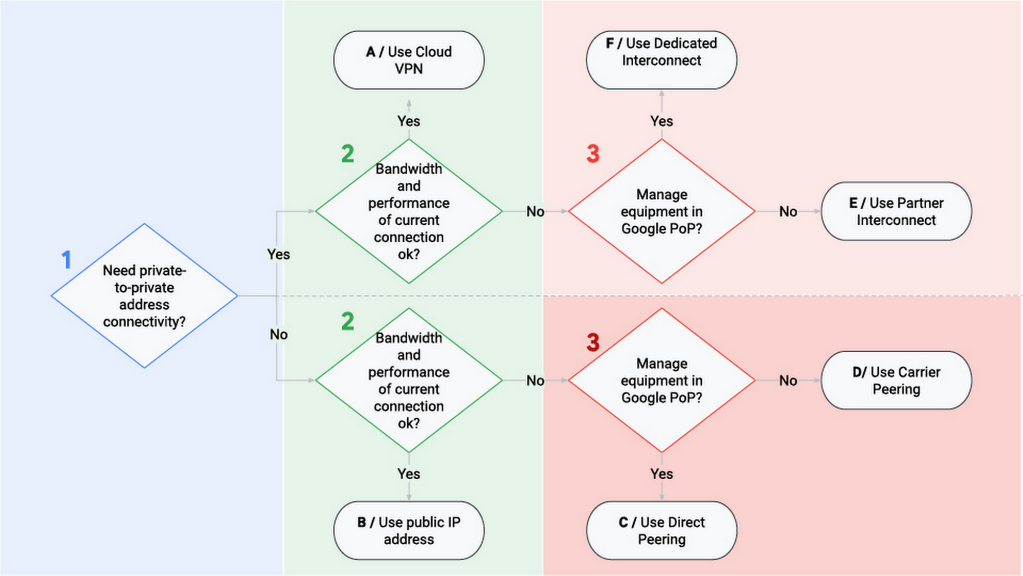 A / Use Cloud
VPN
F / Use Dedicated
Interconnect
Yes
Yes
2
Bandwidth
and
performance
of current
connection
ok?
No
3
Manage
equipment in
Google PoP?
No
E / Use Partner
Interconnect
1
Need private-
to-private
address
connectivity?
Yes
No
2
Bandwidth
and
performance
of current
connection
ok?
No
3
Manage
equipment in
Google PoP?
No
D/ Use Carrier
Peering
Yes
Yes
B / Use public IP
address
C / Use Direct
Peering